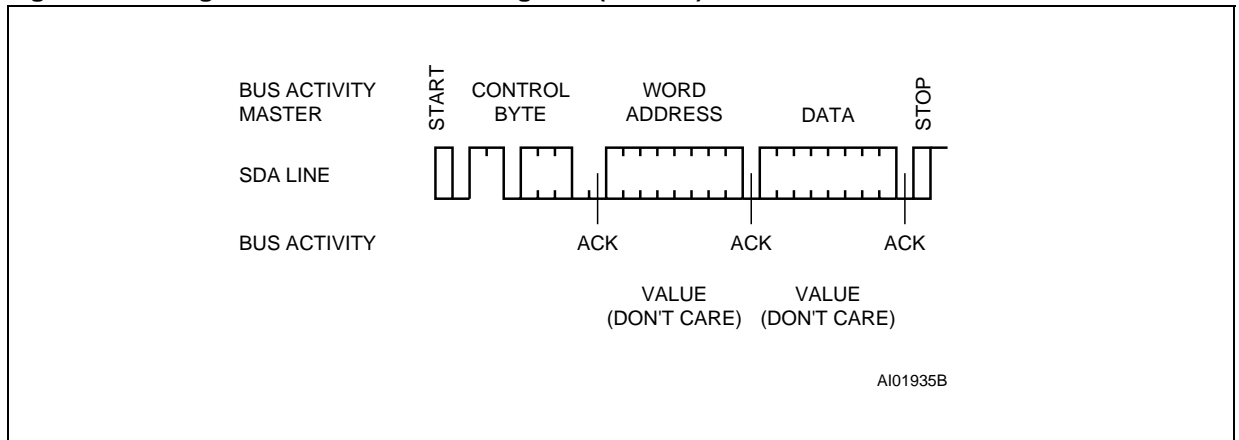 BUS ACTIVITY
MASTER
START
CONTROL
BYTE
WORD
ADDRESS
DATA
STOP
SDA LINE
BUS ACTIVITY
ACK
ACK
ACK
VALUE
(DON'T CARE)
VALUE
(DON'T CARE)
AI01935B